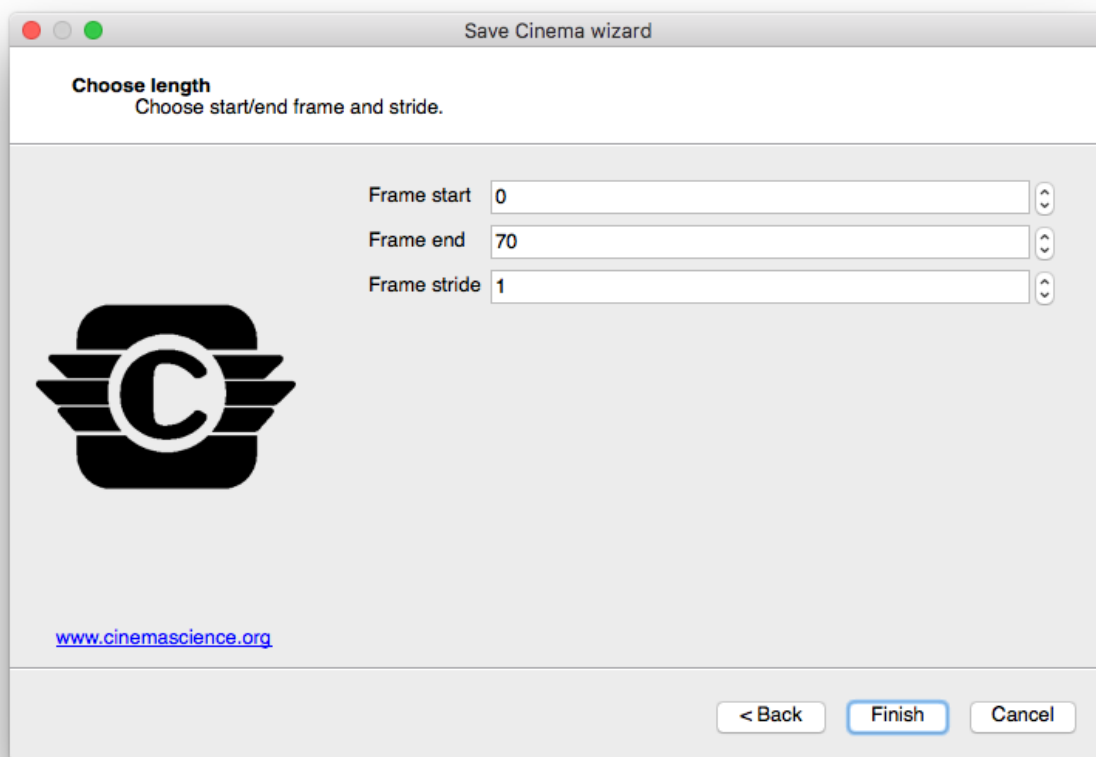 Save Cinema wizard
Choose length
Choose start/end frame and stride.
Frame start 0
Frame end 70
Frame stride 1
C
www.cinemascience.org
< Back Finish Cancel